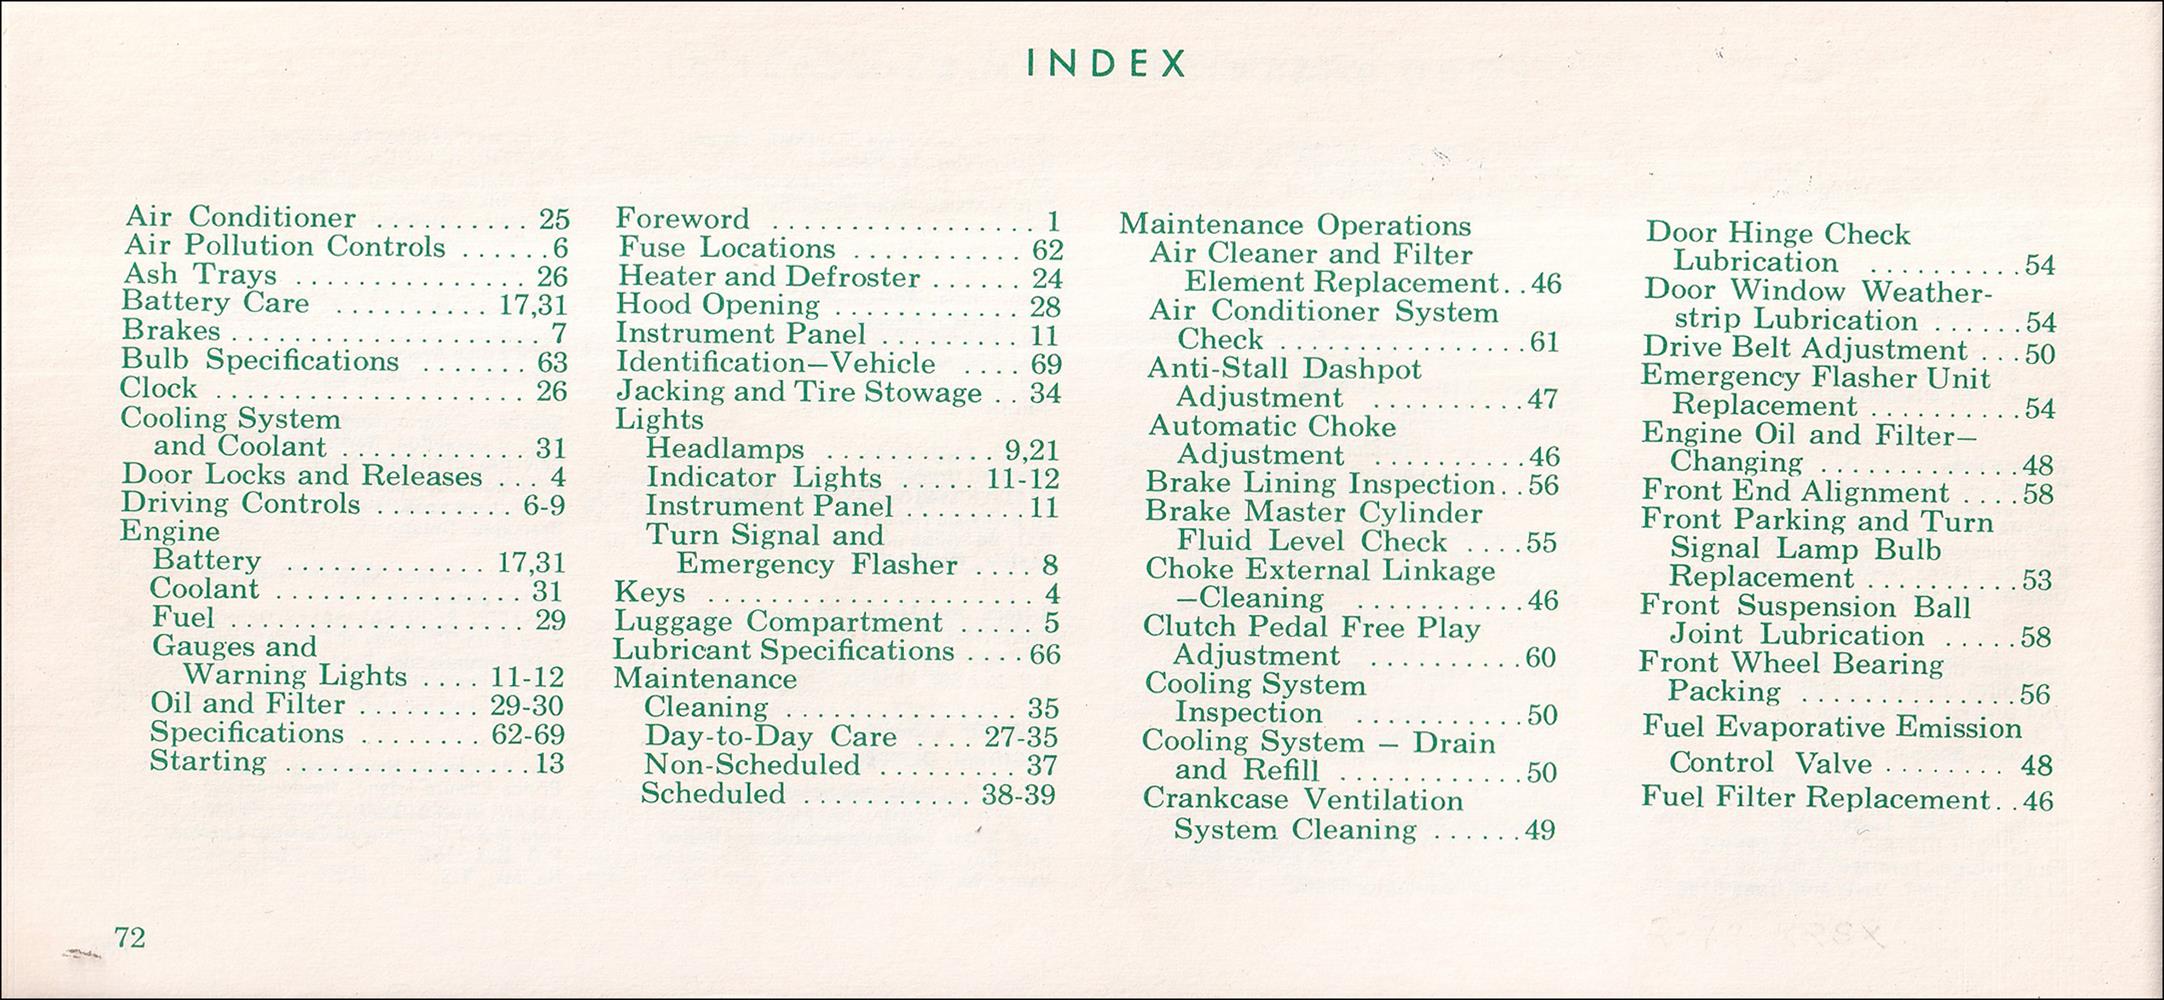 INDEX
Air Conditioner .......... 25
Air Pollution Controls ...... 6
Ash Trays ............... 26
Battery Care .......... 17,31
Brakes ..................... 7
Bulb Specifications ....... 63
Clock .................... 26
Cooling System
and Coolant ............ 31
Door Locks and Releases ... 4
Driving Controls ......... 6-9
Engine
Battery ............. 17,31
Coolant ................ 31
Fuel ................... 29
Gauges and
Warning Lights .... 11-12
Oil and Filter ........ 29-30
Specifications ........ 62-69
Starting ................ 13
Foreword ................. 1
Fuse Locations ........... 62
Heater and Defroster ...... 24
Hood Opening ............ 28
Instrument Panel ......... 11
Identification—Vehicle .... 69
Jacking and Tire Stowage .. 34
Lights
Headlamps ........... 9,21
Indicator Lights ..... 11-12
Instrument Panel ........ 11
Turn Signal and
Emergency Flasher .... 8
Keys ..................... 4
Luggage Compartment ..... 5
Lubricant Specifications .... 66
Maintenance
Cleaning ............... 35
Day-to-Day Care .... 27-35
Non-Scheduled ......... 37
Scheduled ........... 38-39
Maintenance Operations
Air Cleaner and Filter
Element Replacement.. 46
Air Conditioner System
Check ................ 61
Anti-Stall Dashpot
Adjustment .......... 47
Automatic Choke
Adjustment .......... 46
Brake Lining Inspection.. 56
Brake Master Cylinder
Fluid Level Check .... 55
Choke External Linkage
—Cleaning ........... 46
Clutch Pedal Free Play
Adjustment .......... 60
Cooling System
Inspection ........... 50
Cooling System — Drain
and Refill ............ 50
Crankcase Ventilation
System Cleaning ...... 49
Door Hinge Check
Lubrication .......... 54
Door Window Weather-
strip Lubrication ...... 54
Drive Belt Adjustment ... 50
Emergency Flasher Unit
Replacement .......... 54
Engine Oil and Filter—
Changing ............. 48
Front End Alignment .... 58
Front Parking and Turn
Signal Lamp Bulb
Replacement .......... 53
Front Suspension Ball
Joint Lubrication ..... 58
Front Wheel Bearing
Packing .............. 56
Fuel Evaporative Emission
Control Valve ........ 48
Fuel Filter Replacement.. 46
72